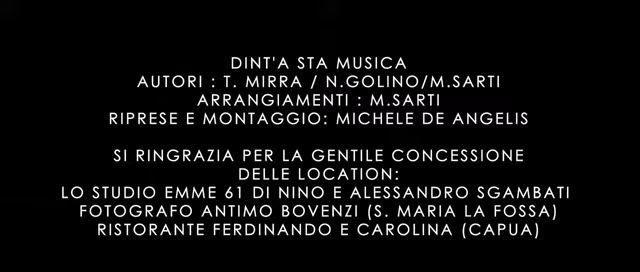 DINT'A STA MUSICA
AUTORI : T. MIRRA / N.GOLINO/M.SARTI
ARRANGIAMENTI : M.SARTI
RIPRESE E MONTAGGIO: MICHELE DE ANGELIS
SI RINGRAZIA PER LA GENTILE CONCESSIONE
DELLE LOCATION:
LO STUDIO EMME 61 DI NINO E ALESSANDRO SGAMBATI
FOTOGRAFO ANTIMO BOVENZI (S. MARIA LA FOSSA)
RISTORANTE FERDINANDO E CAROLINA (CAPUA)